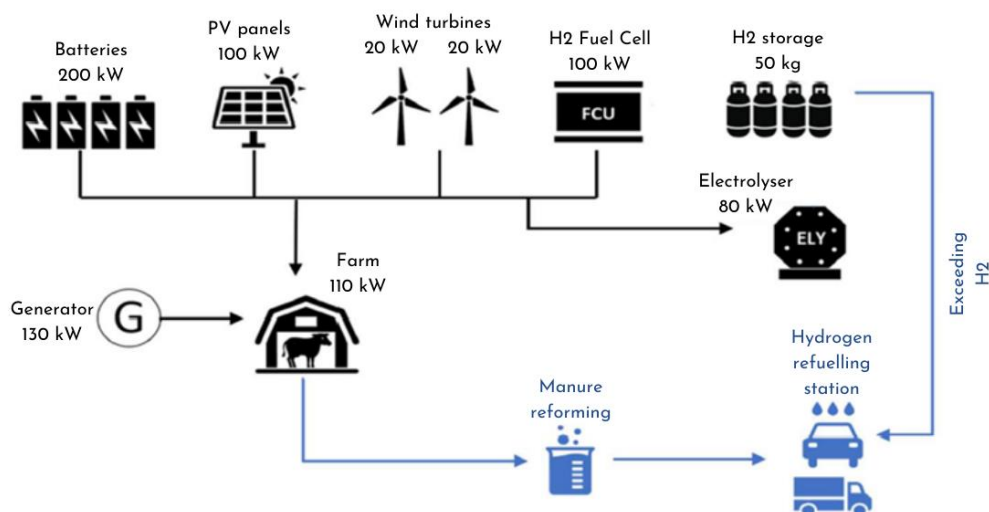 Batteries
200 kW
PV panels
100 kW
Wind turbines
20 kW 20 kW
H2 Fuel Cell
100 kW
FCU
H2 storage
50 kg
Electrolyser
80 kW
ELY
Exceeding
H2
Farm
110 kW
Generator
130 kW
G
Manure
reforming
Hydrogen
refuelling
station